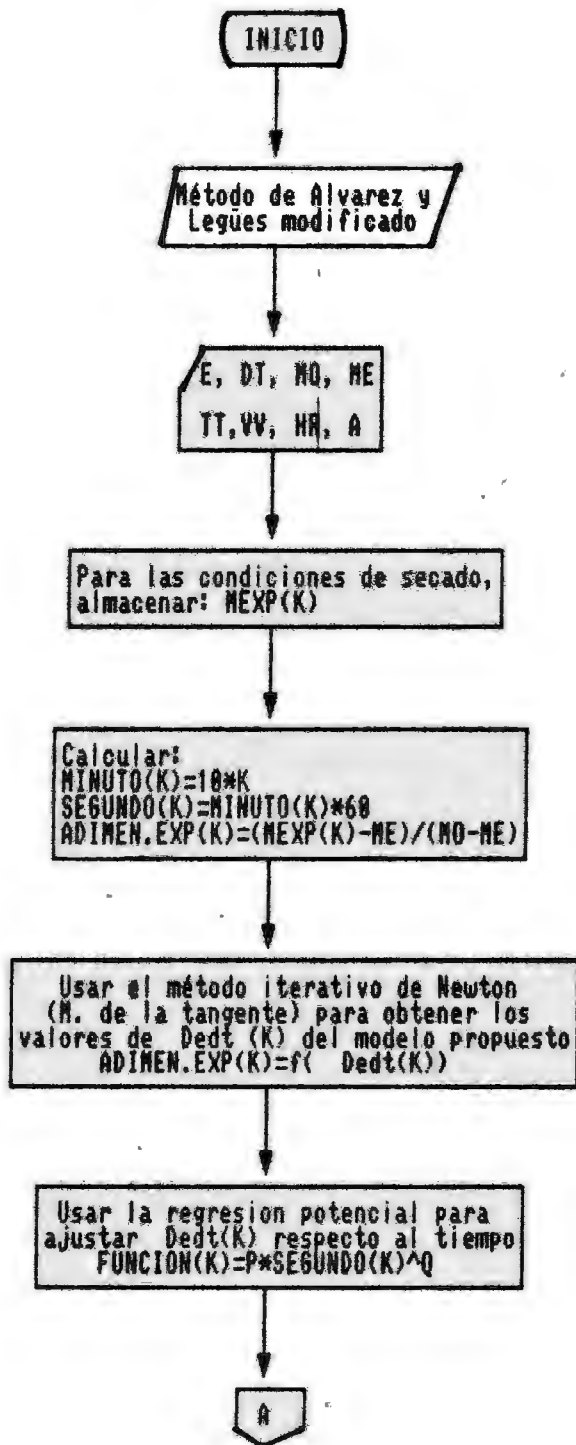 INICIO
Método de Alvarez y
Legües modificado
E, DT, MO, ME
TT,VV, HR, A
Para las condiciones de secado,
almacenar: MEXP(K)
Calcular:
MINUTO(K)=10*K
SEGUNDO(K)=MINUTO(K)*60
ADIMEN.EXP(K)=(MEXP(K)-ME)/(MO-ME)
Usar el método iterativo de Newton
(M. de la tangente) para obtener los
valores de Dedt (K) del modelo propuesto
ADIMEN.EXP(K)=f( Dedt(K))
Usar la regresion potencial para
ajustar Dedt(K) respecto al tiempo
FUNCION(K)=P*SEGUNDO(K)^Q
A